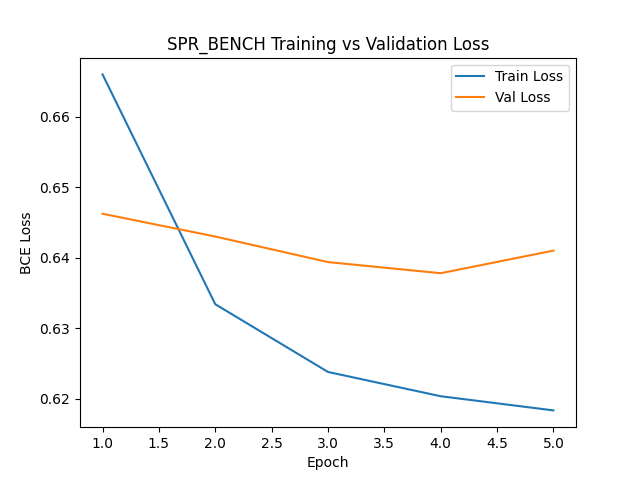 SPR_BENCH Training vs Validation Loss
Train Loss
Val Loss
BCE Loss
0.66
0.65
0.64
0.63
0.62
1.0 1.5 2.0 2.5 3.0 3.5 4.0 4.5 5.0
Epoch